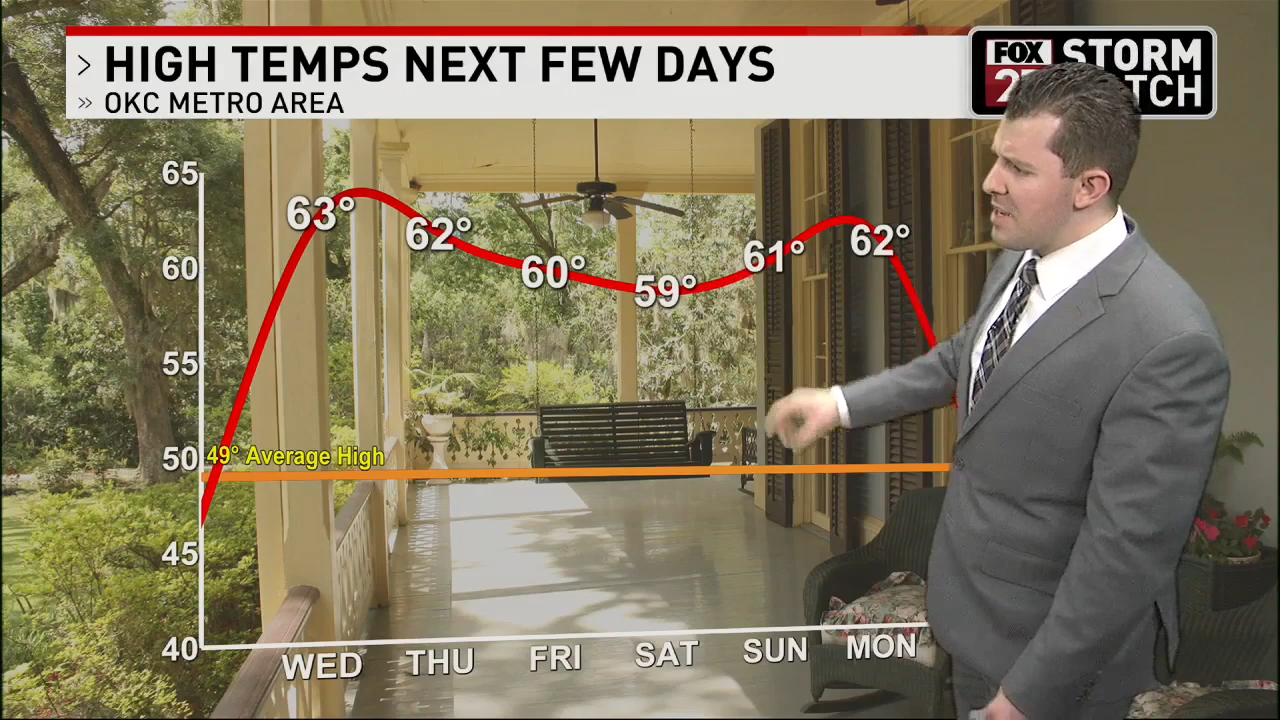 > HIGH TEMPS NEXT FEW DAYS
» OKC METRO AREA
FOX
STORM
65
60
55
50
45
40
63°
62°
60°
59°
61°
62°
49° Average High
WED THU FRI SAT SUN MON